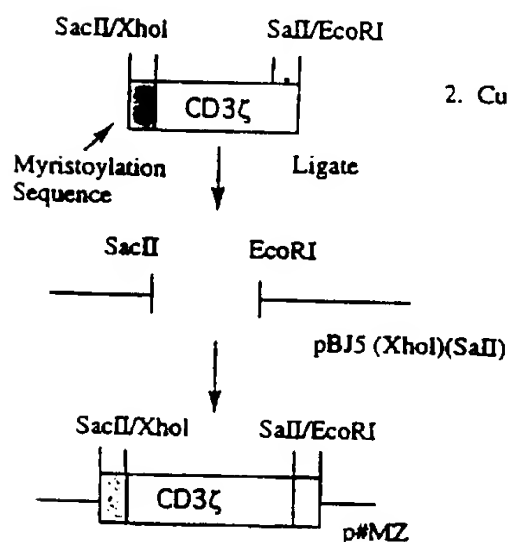 SacII/XhoI SalI/EcoRI
CD3ζ
2. Cu
Myristoylation
Sequence
Ligate
SacII EcoRI
pBJ5 (XhoI)(SalI)
SacII/XhoI SalI/EcoRI
CD3ζ
p#MZ